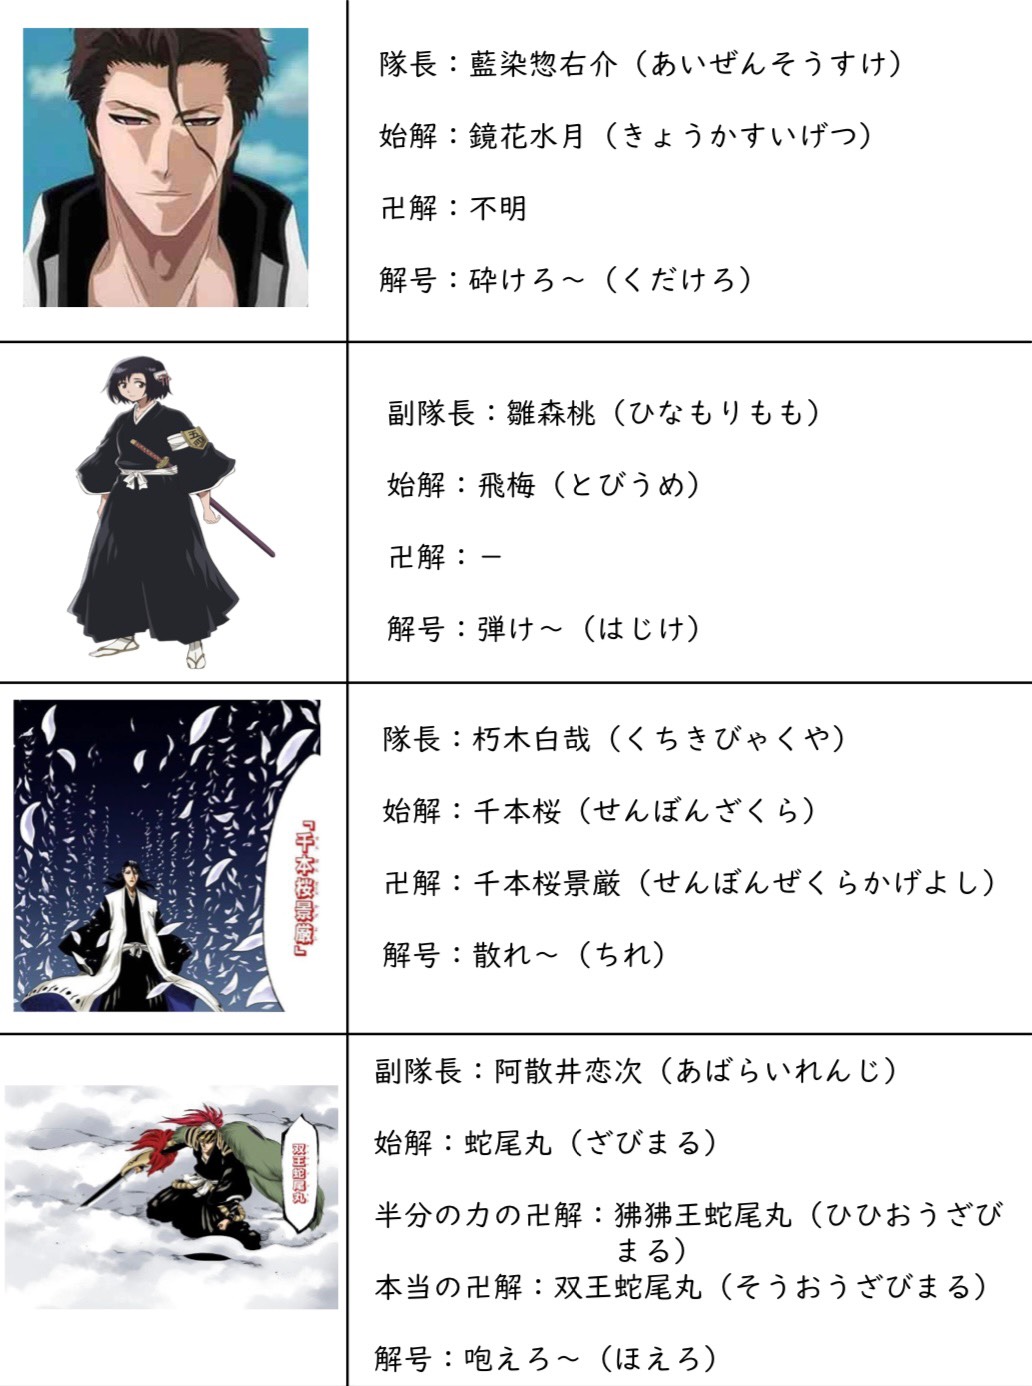 隊長：藍染惣右介（あいぜんそうすけ）
始解：鏡花水月（きょうかすいげつ）
卍解：不明
解号：砕けろ～（くだけろ）
副隊長：雛森桃（ひなもりもも）
始解：飛梅（とびうめ）
卍解：－
解号：弾け～（はじけ）
『千本桜景厳』
隊長：朽木白哉（くちきびゃくや）
始解：千本桜（せんぼんざくら）
卍解：千本桜景厳（せんぼんぜくらかげよし）
解号：散れ～（ちれ）
双王蛇尾丸
副隊長：阿散井恋次（あばらいれんじ）
始解：蛇尾丸（ざびまる）
半分の力の卍解：狒狒王蛇尾丸（ひひおうざび
まる）
本当の卍解：双王蛇尾丸（そうおうざびまる）
解号：咆えろ～（ほえろ）